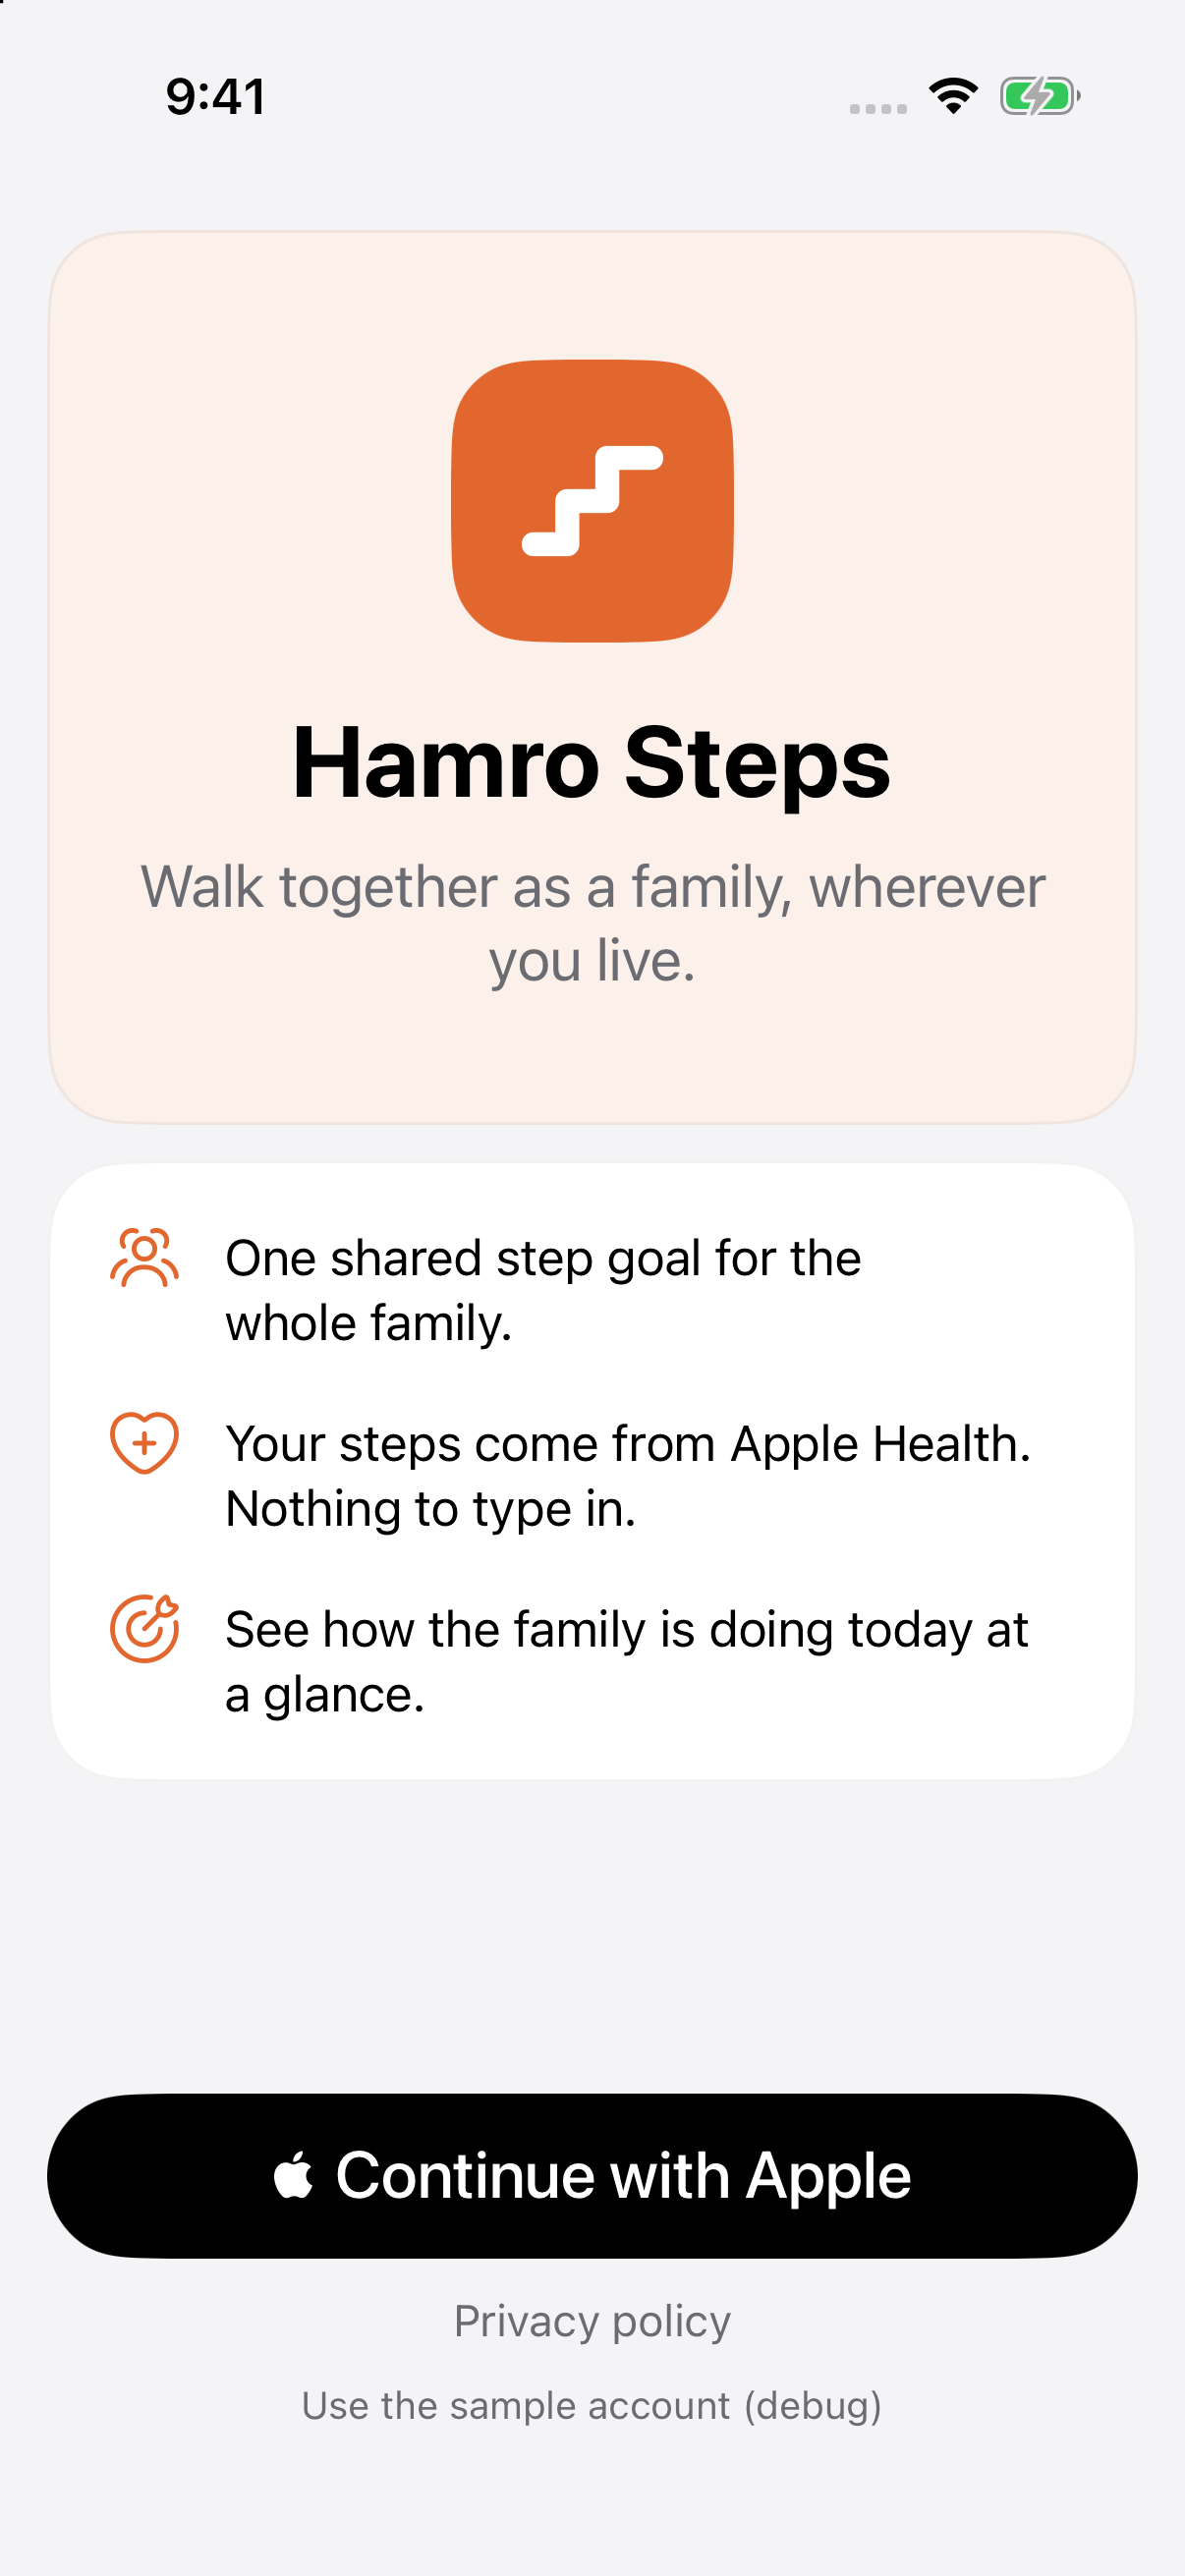 9:41
Hamro Steps
Walk together as a family, wherever
you live.
One shared step goal for the
whole family.
Your steps come from Apple Health.
Nothing to type in.
See how the family is doing today at
a glance.
Continue with Apple
Privacy policy
Use the sample account (debug)